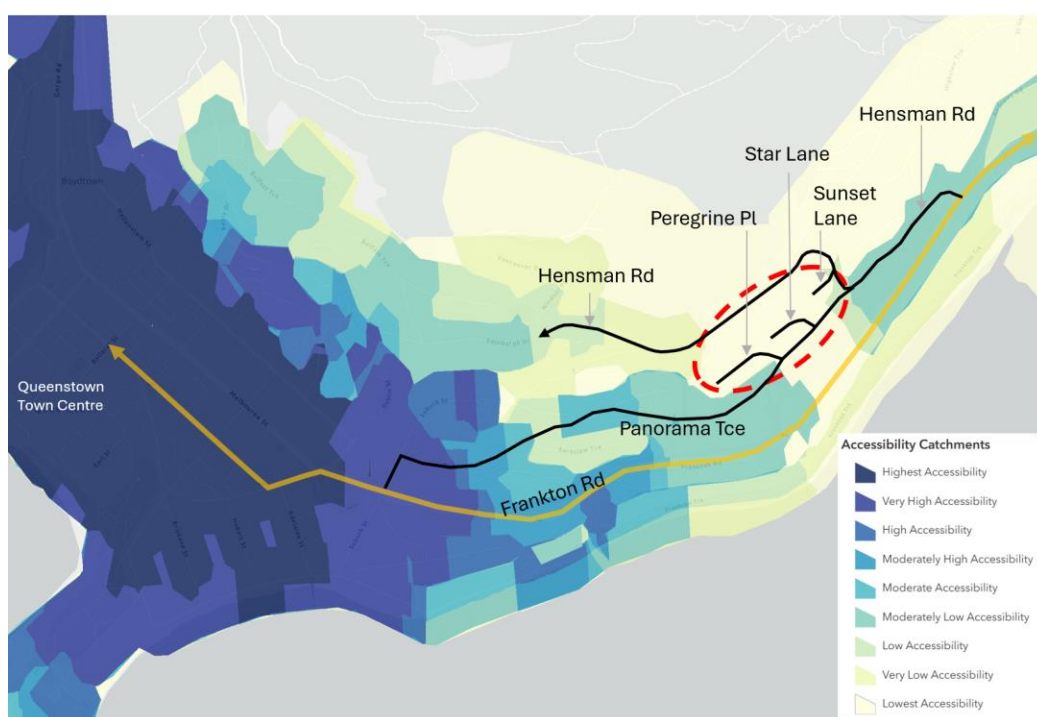 Hensman Rd
Star Lane
Sunset
Lane
Peregrine Pl
Hensman Rd
Queenstown
Town Centre
Panorama Tce
Frankton Rd
Accessibility Catchments
Highest Accessibility
Very High Accessibility
High Accessibility
Moderately High Accessibility
Moderate Accessibility
Moderately Low Accessibility
Low Accessibility
Very Low Accessibility
Lowest Accessibility